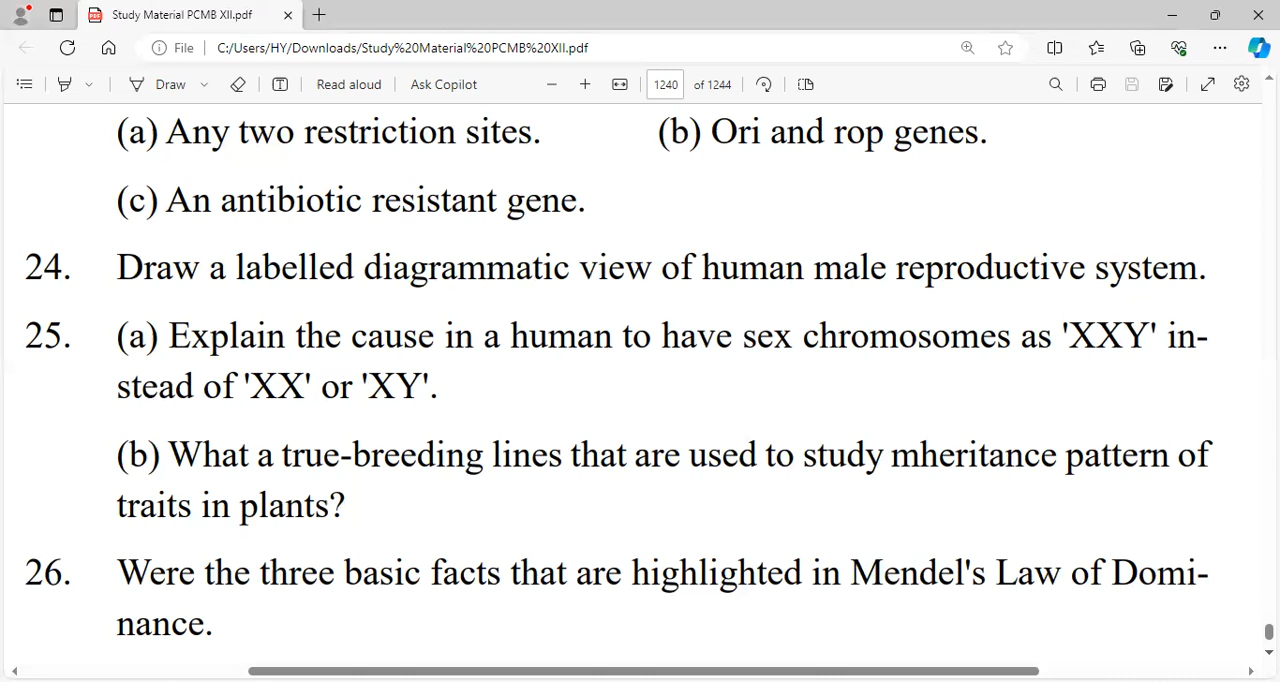 Study Material PCMB XII.pdf
File C:/Users/HY/Downloads/Study%20Material%20PCMB%20XII.pdf
Draw Read aloud Ask Copilot 1240 of 1244
(a) Any two restriction sites. (b) Ori and rop genes.
(c) An antibiotic resistant gene.
24. Draw a labelled diagrammatic view of human male reproductive system.
25. (a) Explain the cause in a human to have sex chromosomes as 'XXY' in-
stead of 'XX' or 'XY'.
(b) What a true-breeding lines that are used to study mheritance pattern of
traits in plants?
26. Were the three basic facts that are highlighted in Mendel's Law of Domi-
nance.